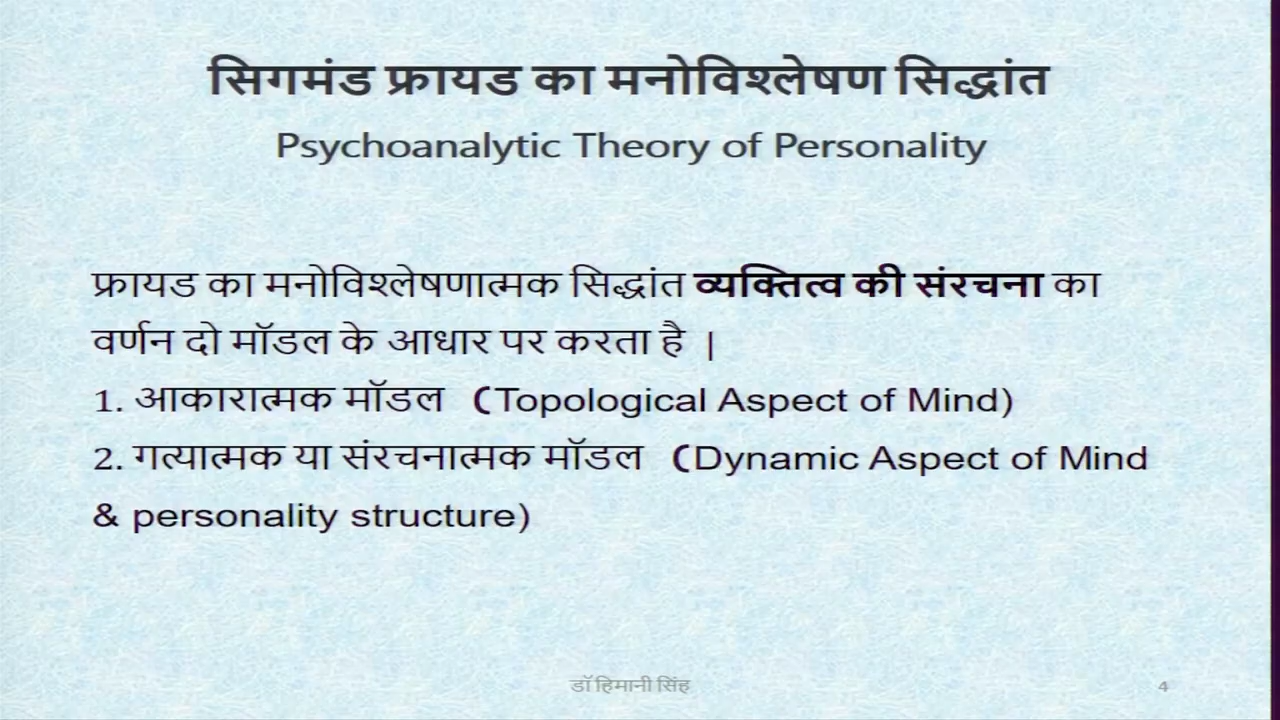 सिगमंड फ्रायड का मनोविश्लेषण सिद्धांत
Psychoanalytic Theory of Personality
फ्रायड का मनोविश्लेषणात्मक सिद्धांत व्यक्तित्व की संरचना का
वर्णन दो मॉडल के आधार पर करता है |
1. आकारात्मक मॉडल (Topological Aspect of Mind)
2. गत्यात्मक या संरचनात्मक मॉडल (Dynamic Aspect of Mind
& personality structure)
डॉ हिमानी सिंह
4